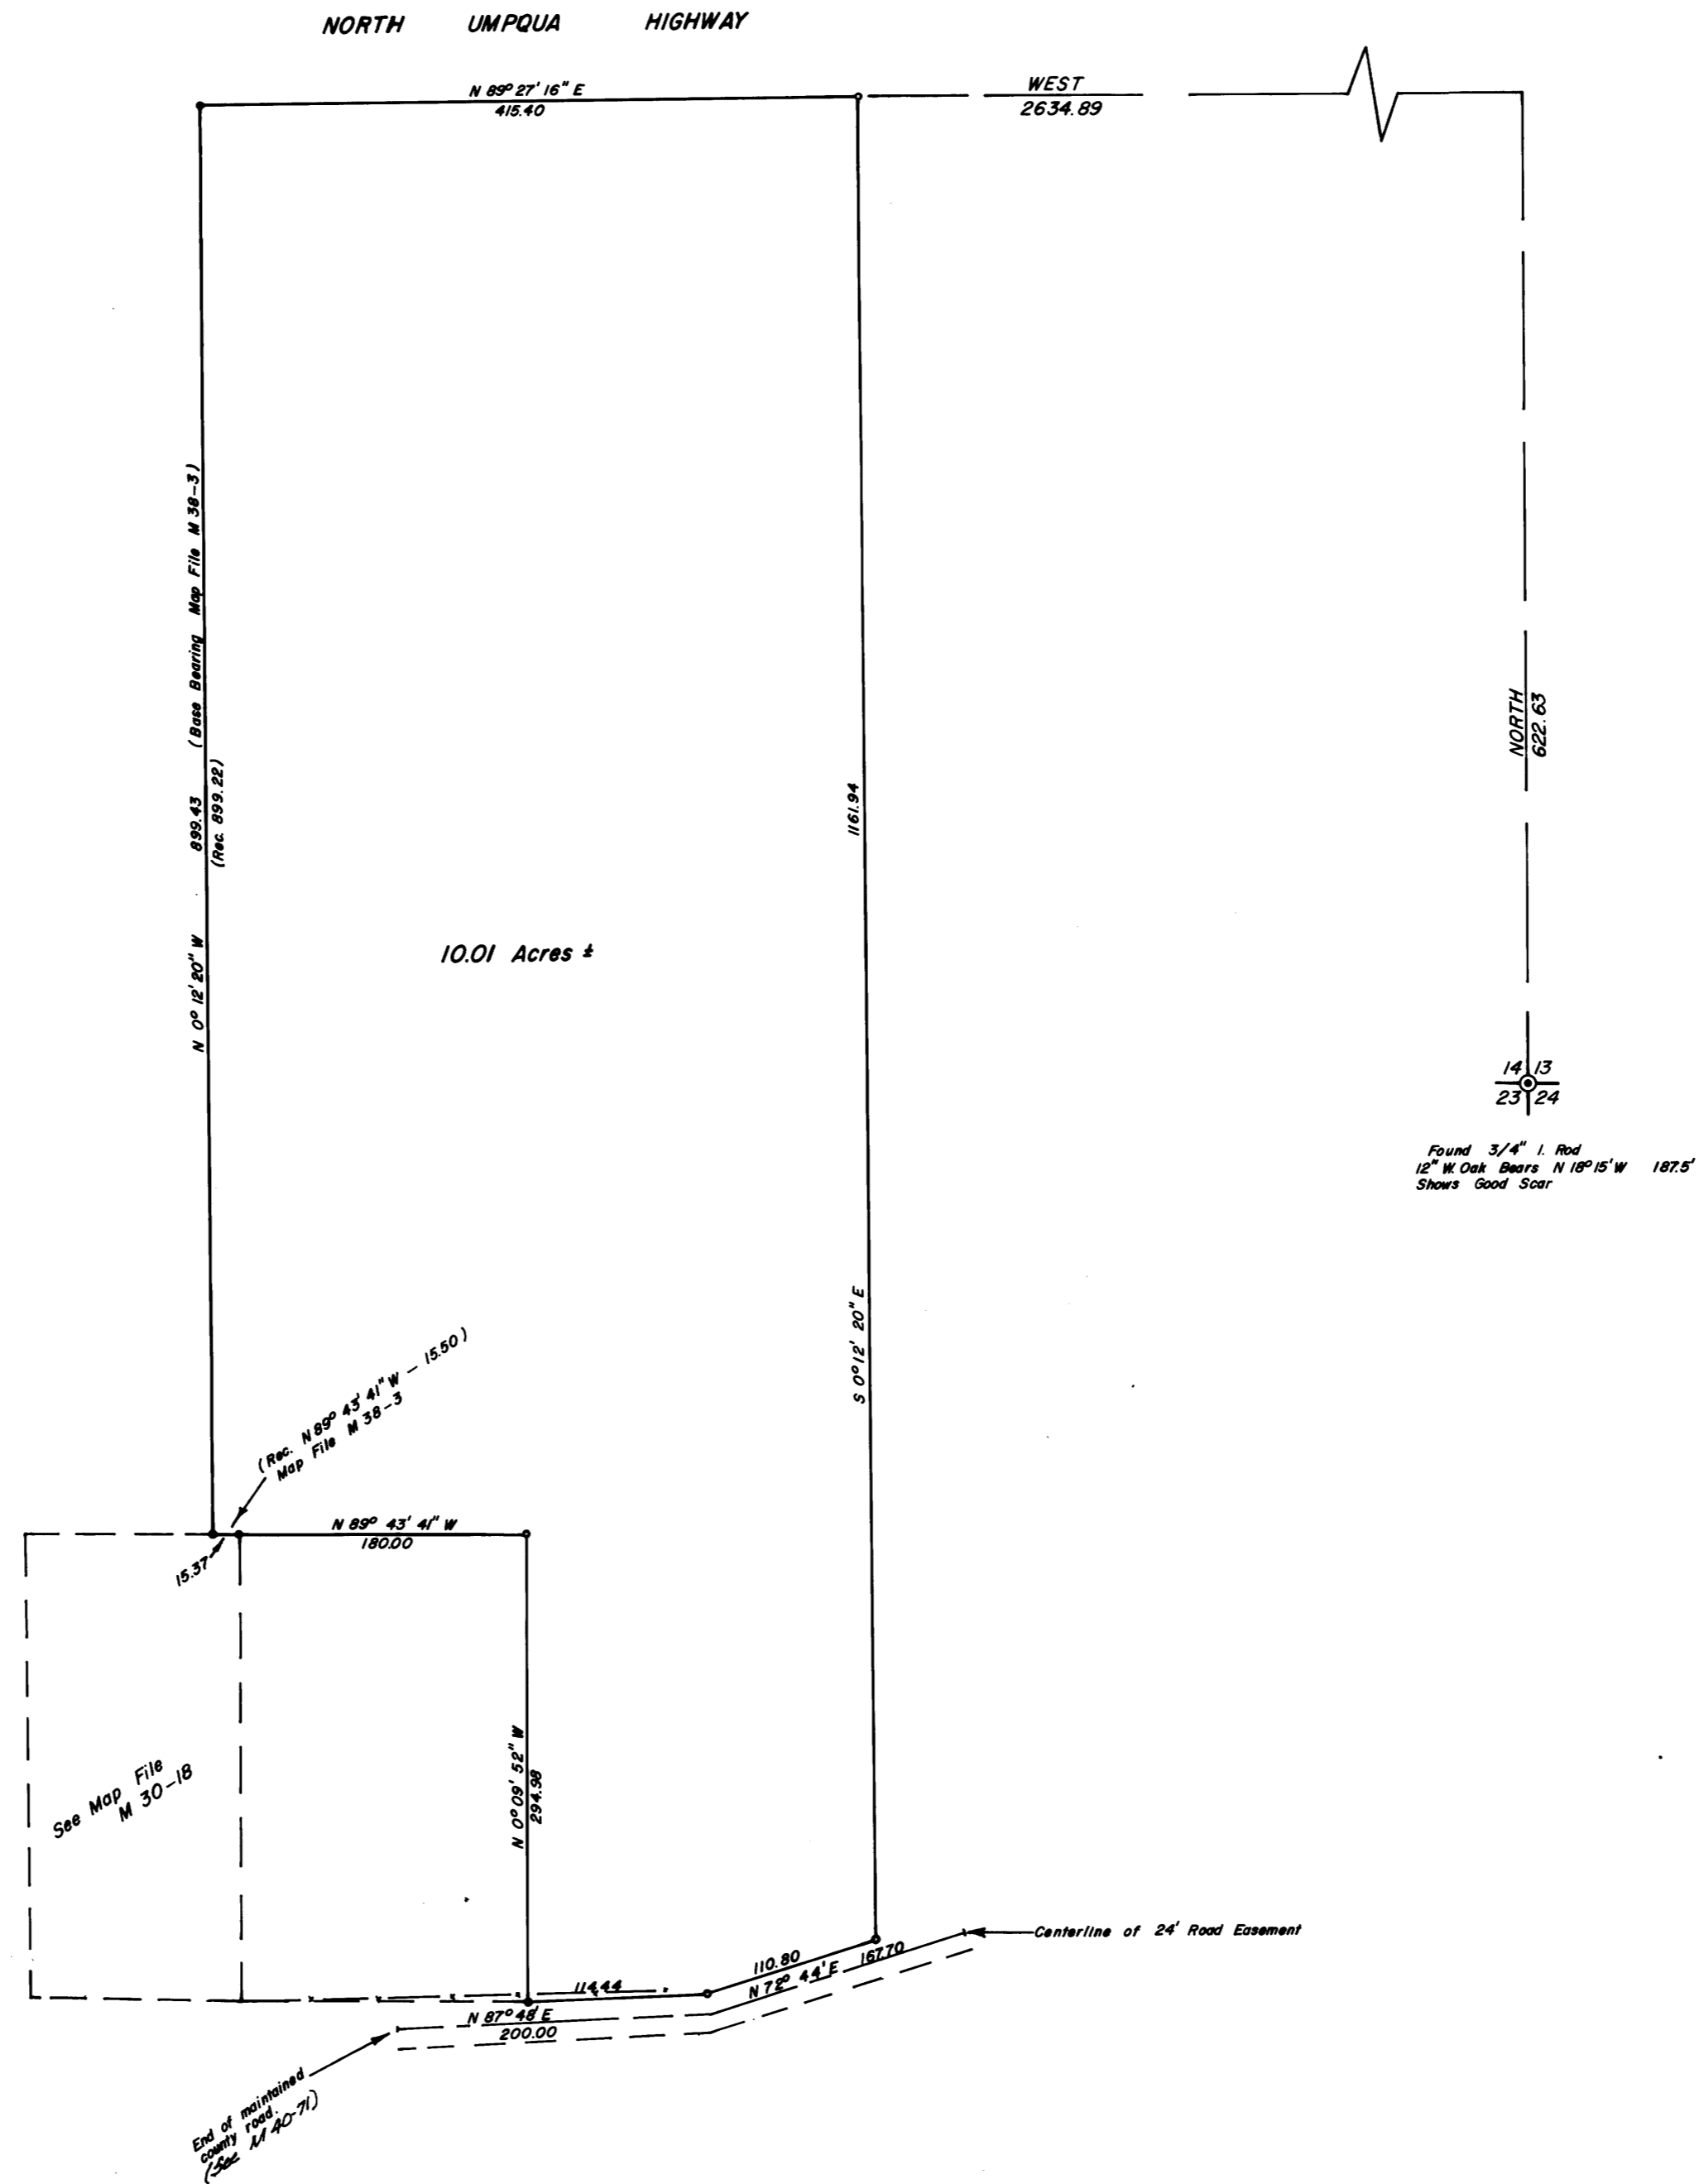 NORTH UMPQUA HIGHWAY
N 89° 27' 16" E
415.40
WEST
2634.89
N 0° 12' 20" W 899.43 (Base Bearing Map File M 38-3)
(Rec. 899.22)
1161.94
S 0° 12' 20" E
NORTH
622.63
10.01 Acres ±
14 13
23 24
Found 3/4" I. Rod
12" W. Oak Bears N 18° 15' W 187.5'
Shows Good Scar
(Rec. N 89° 43' 41" W - 15.50)
Map File M 38-3
N 89° 43' 41" W
180.00
15.37
See Map File
M 30-18
N 0° 09' 52" W
294.98
Centerline of 24' Road Easement
110.80
167.70
N 72° 44' E
114.44
N 87° 48' E
200.00
End of maintained
county road.
(See M 40-71)